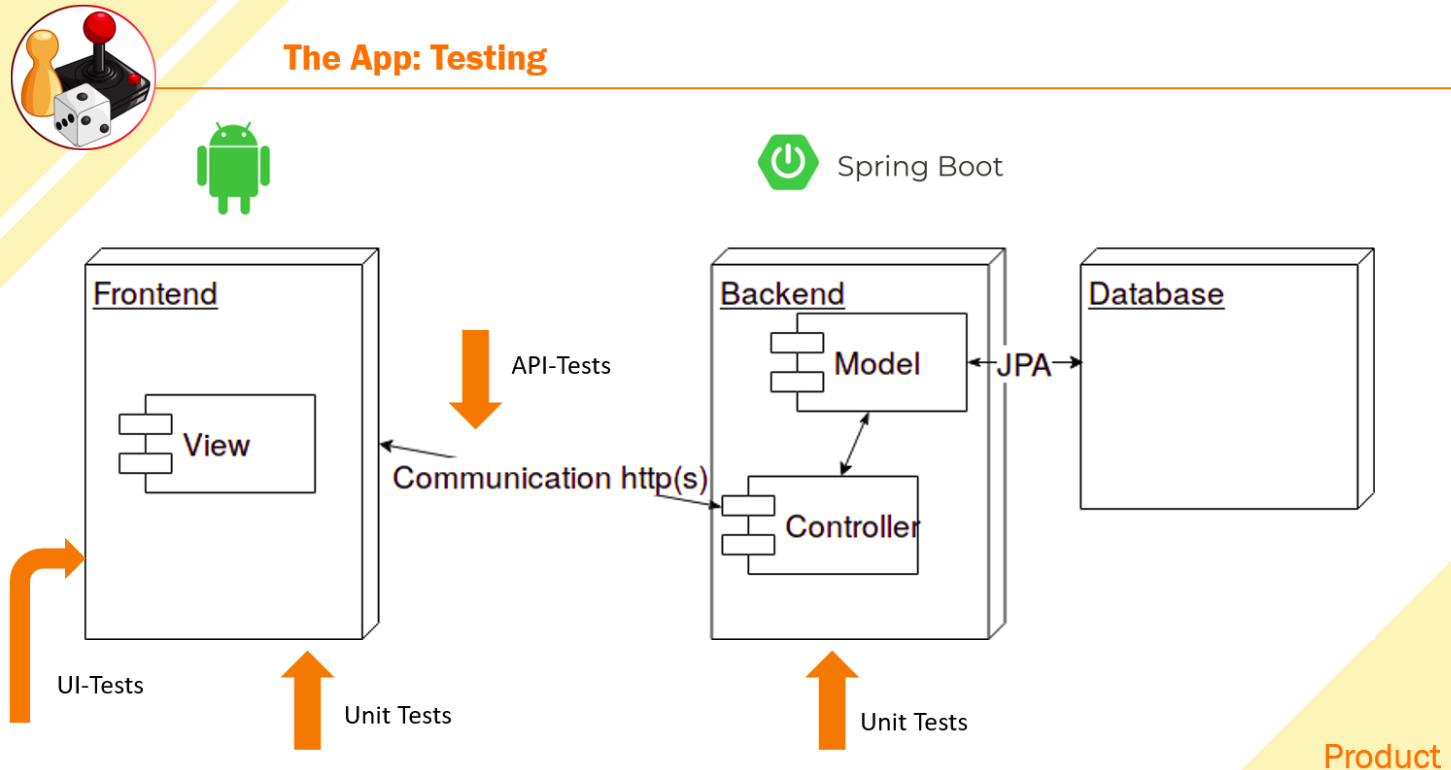 The App: Testing
Spring Boot
Frontend
Backend
Database
API-Tests
Model
JPA
View
Communication http(s)
Controller
UI-Tests
Unit Tests
Unit Tests
Product